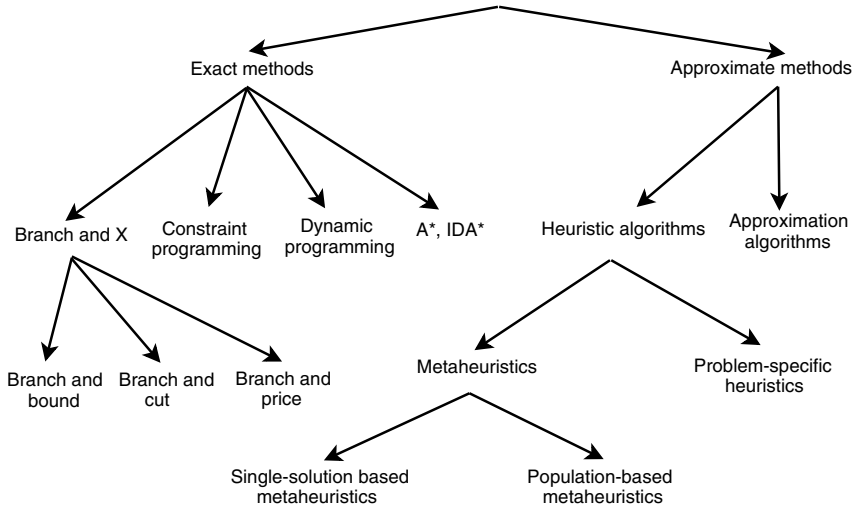 Exact methods
Approximate methods
Branch and X
Constraint
programming
Dynamic
programming
A*, IDA*
Heuristic algorithms
Approximation
algorithms
Branch and
bound
Branch and
cut
Branch and
price
Metaheuristics
Problem-specific
heuristics
Single-solution based
metaheuristics
Population-based
metaheuristics